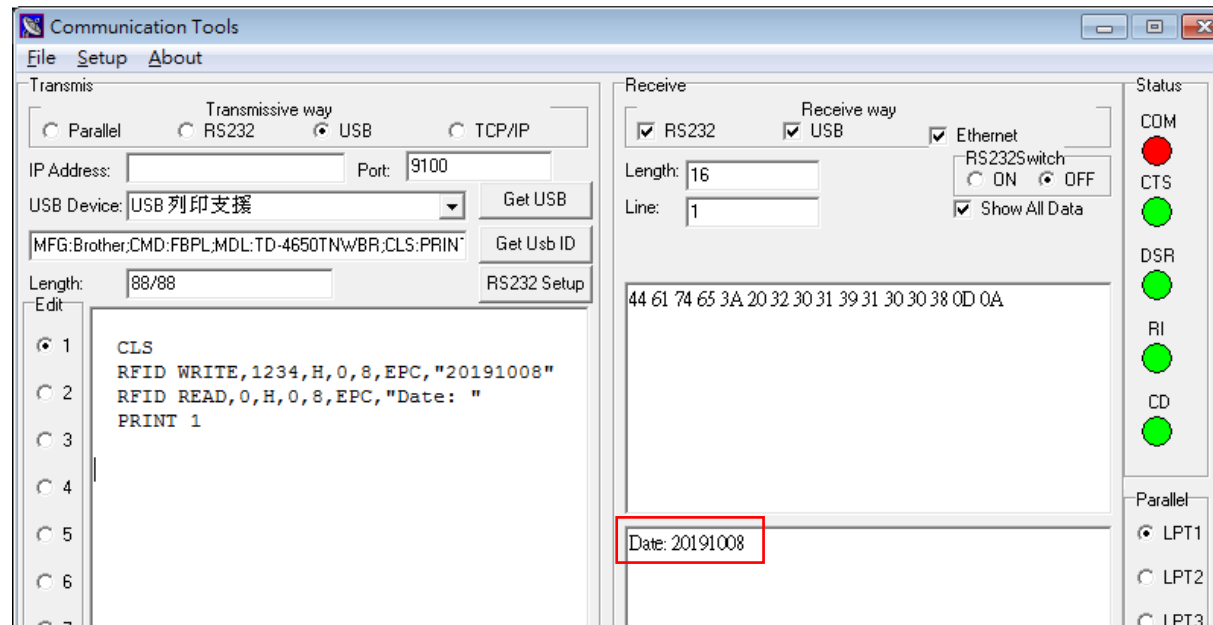 Communication Tools
File Setup About
Transmis
Transmissive way
Parallel RS232 USB TCP/IP
IP Address: Port: 9100
USB Device: USB 列印支援 Get USB
MFG:Brother;CMD:FBPL;MDL:TD-4650TNWBR;CLS:PRIN Get Usb ID
Length: 88/88 RS232 Setup
Edit
1
2
3
4
5
6
CLS
RFID WRITE,1234,H,0,8,EPC,"20191008"
RFID READ,0,H,0,8,EPC,"Date: "
PRINT 1
Receive
Receive way
RS232 USB Ethernet
Length: 16
RS232Switch
ON OFF
Line: 1
Show All Data
44 61 74 65 3A 20 32 30 31 39 31 30 30 38 0D 0A
Date: 20191008
Status
COM
CTS
DSR
RI
CD
Parallel
LPT1
LPT2
LPT3